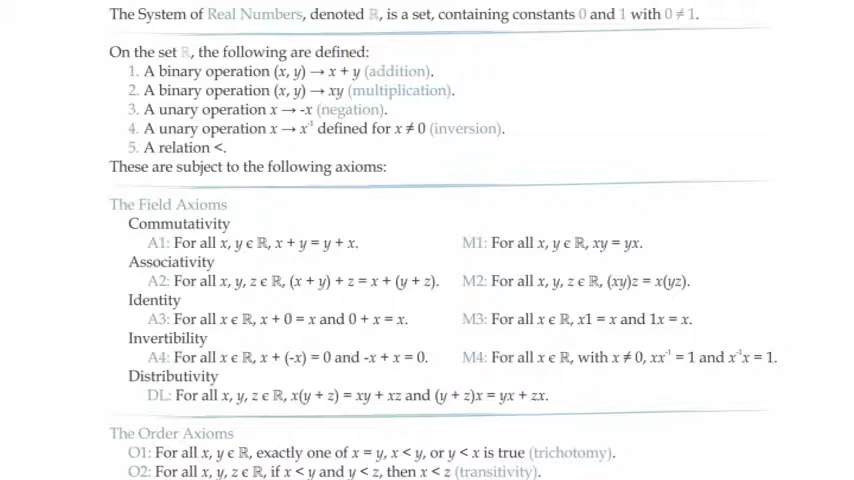 The System of Real Numbers, denoted ℝ, is a set, containing constants 0 and 1 with 0 ≠ 1.
On the set ℝ, the following are defined:
1. A binary operation (x, y) → x + y (addition).
2. A binary operation (x, y) → xy (multiplication).
3. A unary operation x → -x (negation).
4. A unary operation x → x⁻¹ defined for x ≠ 0 (inversion).
5. A relation <.
These are subject to the following axioms:
The Field Axioms
Commutativity
A1: For all x, y ϵ ℝ, x + y = y + x. M1: For all x, y ϵ ℝ, xy = yx.
Associativity
A2: For all x, y, z ϵ ℝ, (x + y) + z = x + (y + z). M2: For all x, y, z ϵ ℝ, (xy)z = x(yz).
Identity
A3: For all x ϵ ℝ, x + 0 = x and 0 + x = x. M3: For all x ϵ ℝ, x1 = x and 1x = x.
Invertibility
A4: For all x ϵ ℝ, x + (-x) = 0 and -x + x = 0. M4: For all x ϵ ℝ, with x ≠ 0, xx⁻¹ = 1 and x⁻¹x = 1.
Distributivity
DL: For all x, y, z ϵ ℝ, x(y + z) = xy + xz and (y + z)x = yx + zx.
The Order Axioms
O1: For all x, y ϵ ℝ, exactly one of x = y, x < y, or y < x is true (trichotomy).
O2: For all x, y, z ϵ ℝ, if x < y and y < z, then x < z (transitivity).